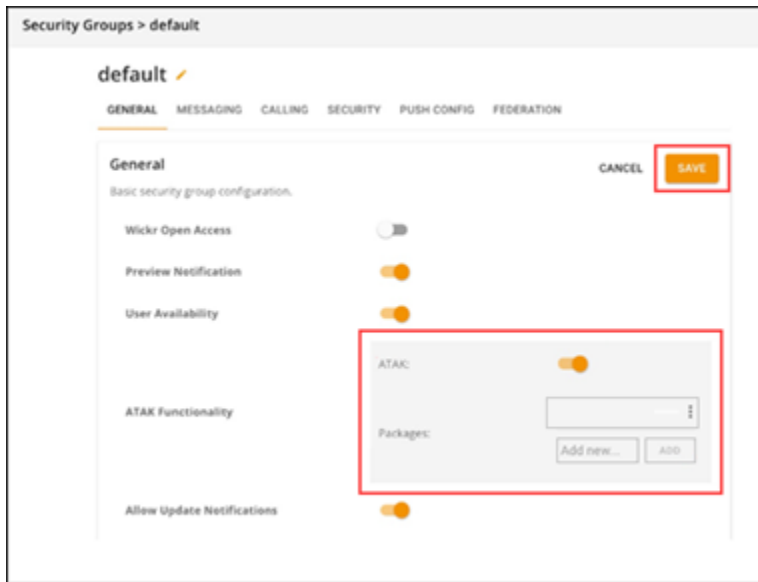 Security Groups > default
default
GENERAL MESSAGING CALLING SECURITY PUSH CONFIG FEDERATION
General
CANCEL SAVE
Basic security group configuration.
Wickr Open Access
Preview Notification
User Availability
ATAK:
ATAK Functionality
Packages:
Add new... ADD
Allow Update Notifications